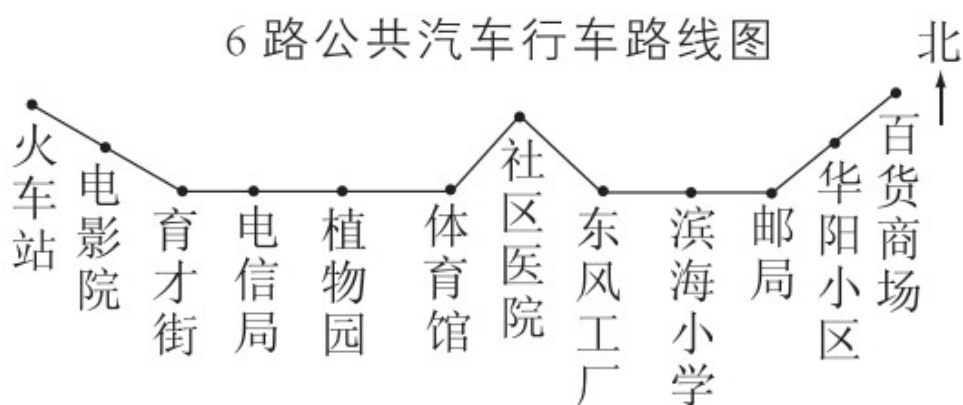 6路公共汽车行车路线图
北
火车站
电影院
育才街
电信局
植物园
体育馆
社区医院
东风工厂
滨海小学
邮局
华阳小区
百货商场